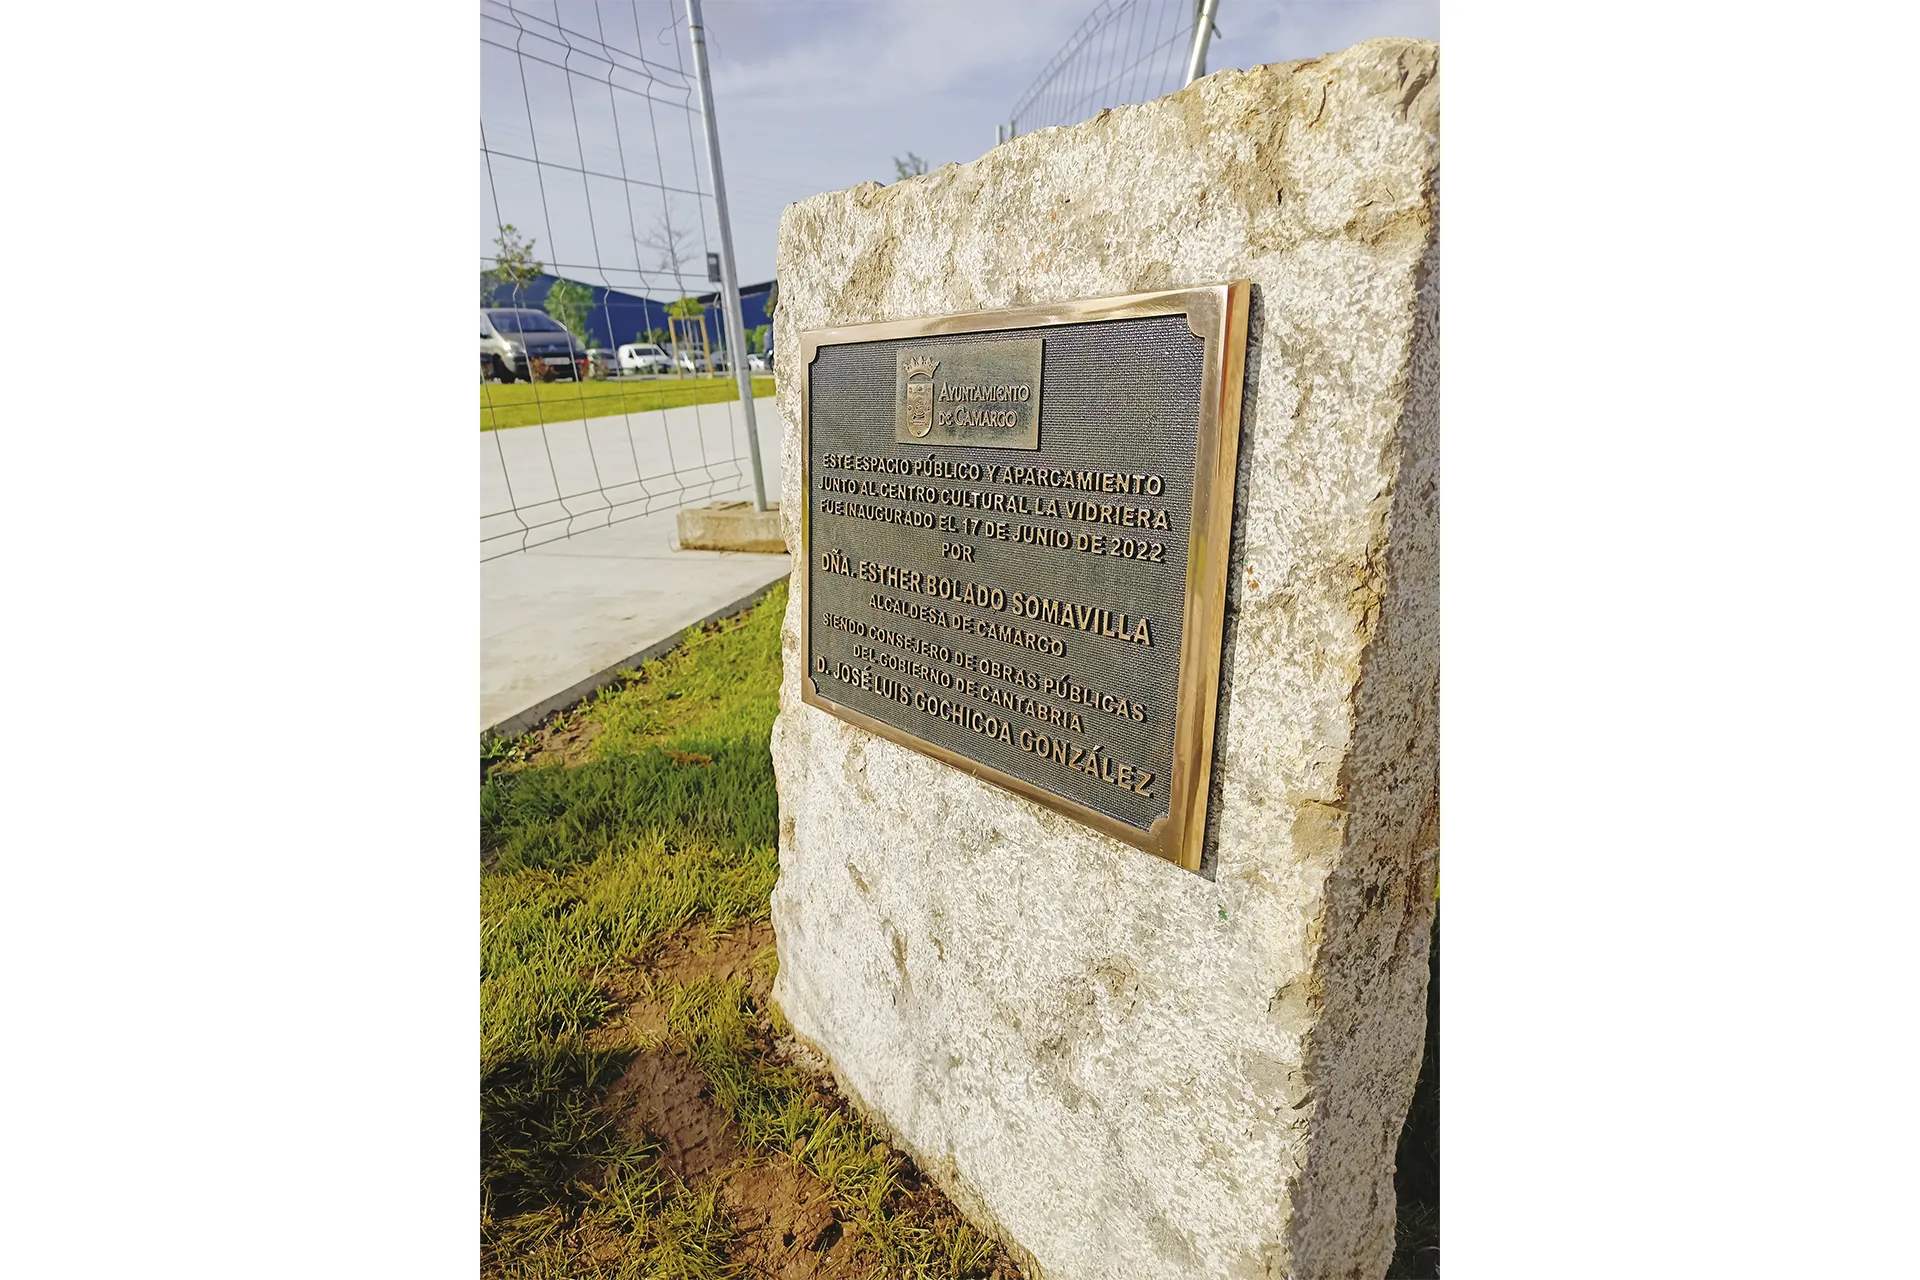 AYUNTAMIENTO
DE CAMARGO
ESTE ESPACIO PÚBLICO Y APARCAMIENTO
JUNTO AL CENTRO CULTURAL LA VIDRIERA
FUE INAUGURADO EL 17 DE JUNIO DE 2022
POR
DÑA. ESTHER BOLADO SOMAVILLA
ALCALDESA DE CAMARGO
SIENDO CONSEJERO DE OBRAS PÚBLICAS
DEL GOBIERNO DE CANTABRIA
D. JOSÉ LUIS GOCHICOA GONZÁLEZ